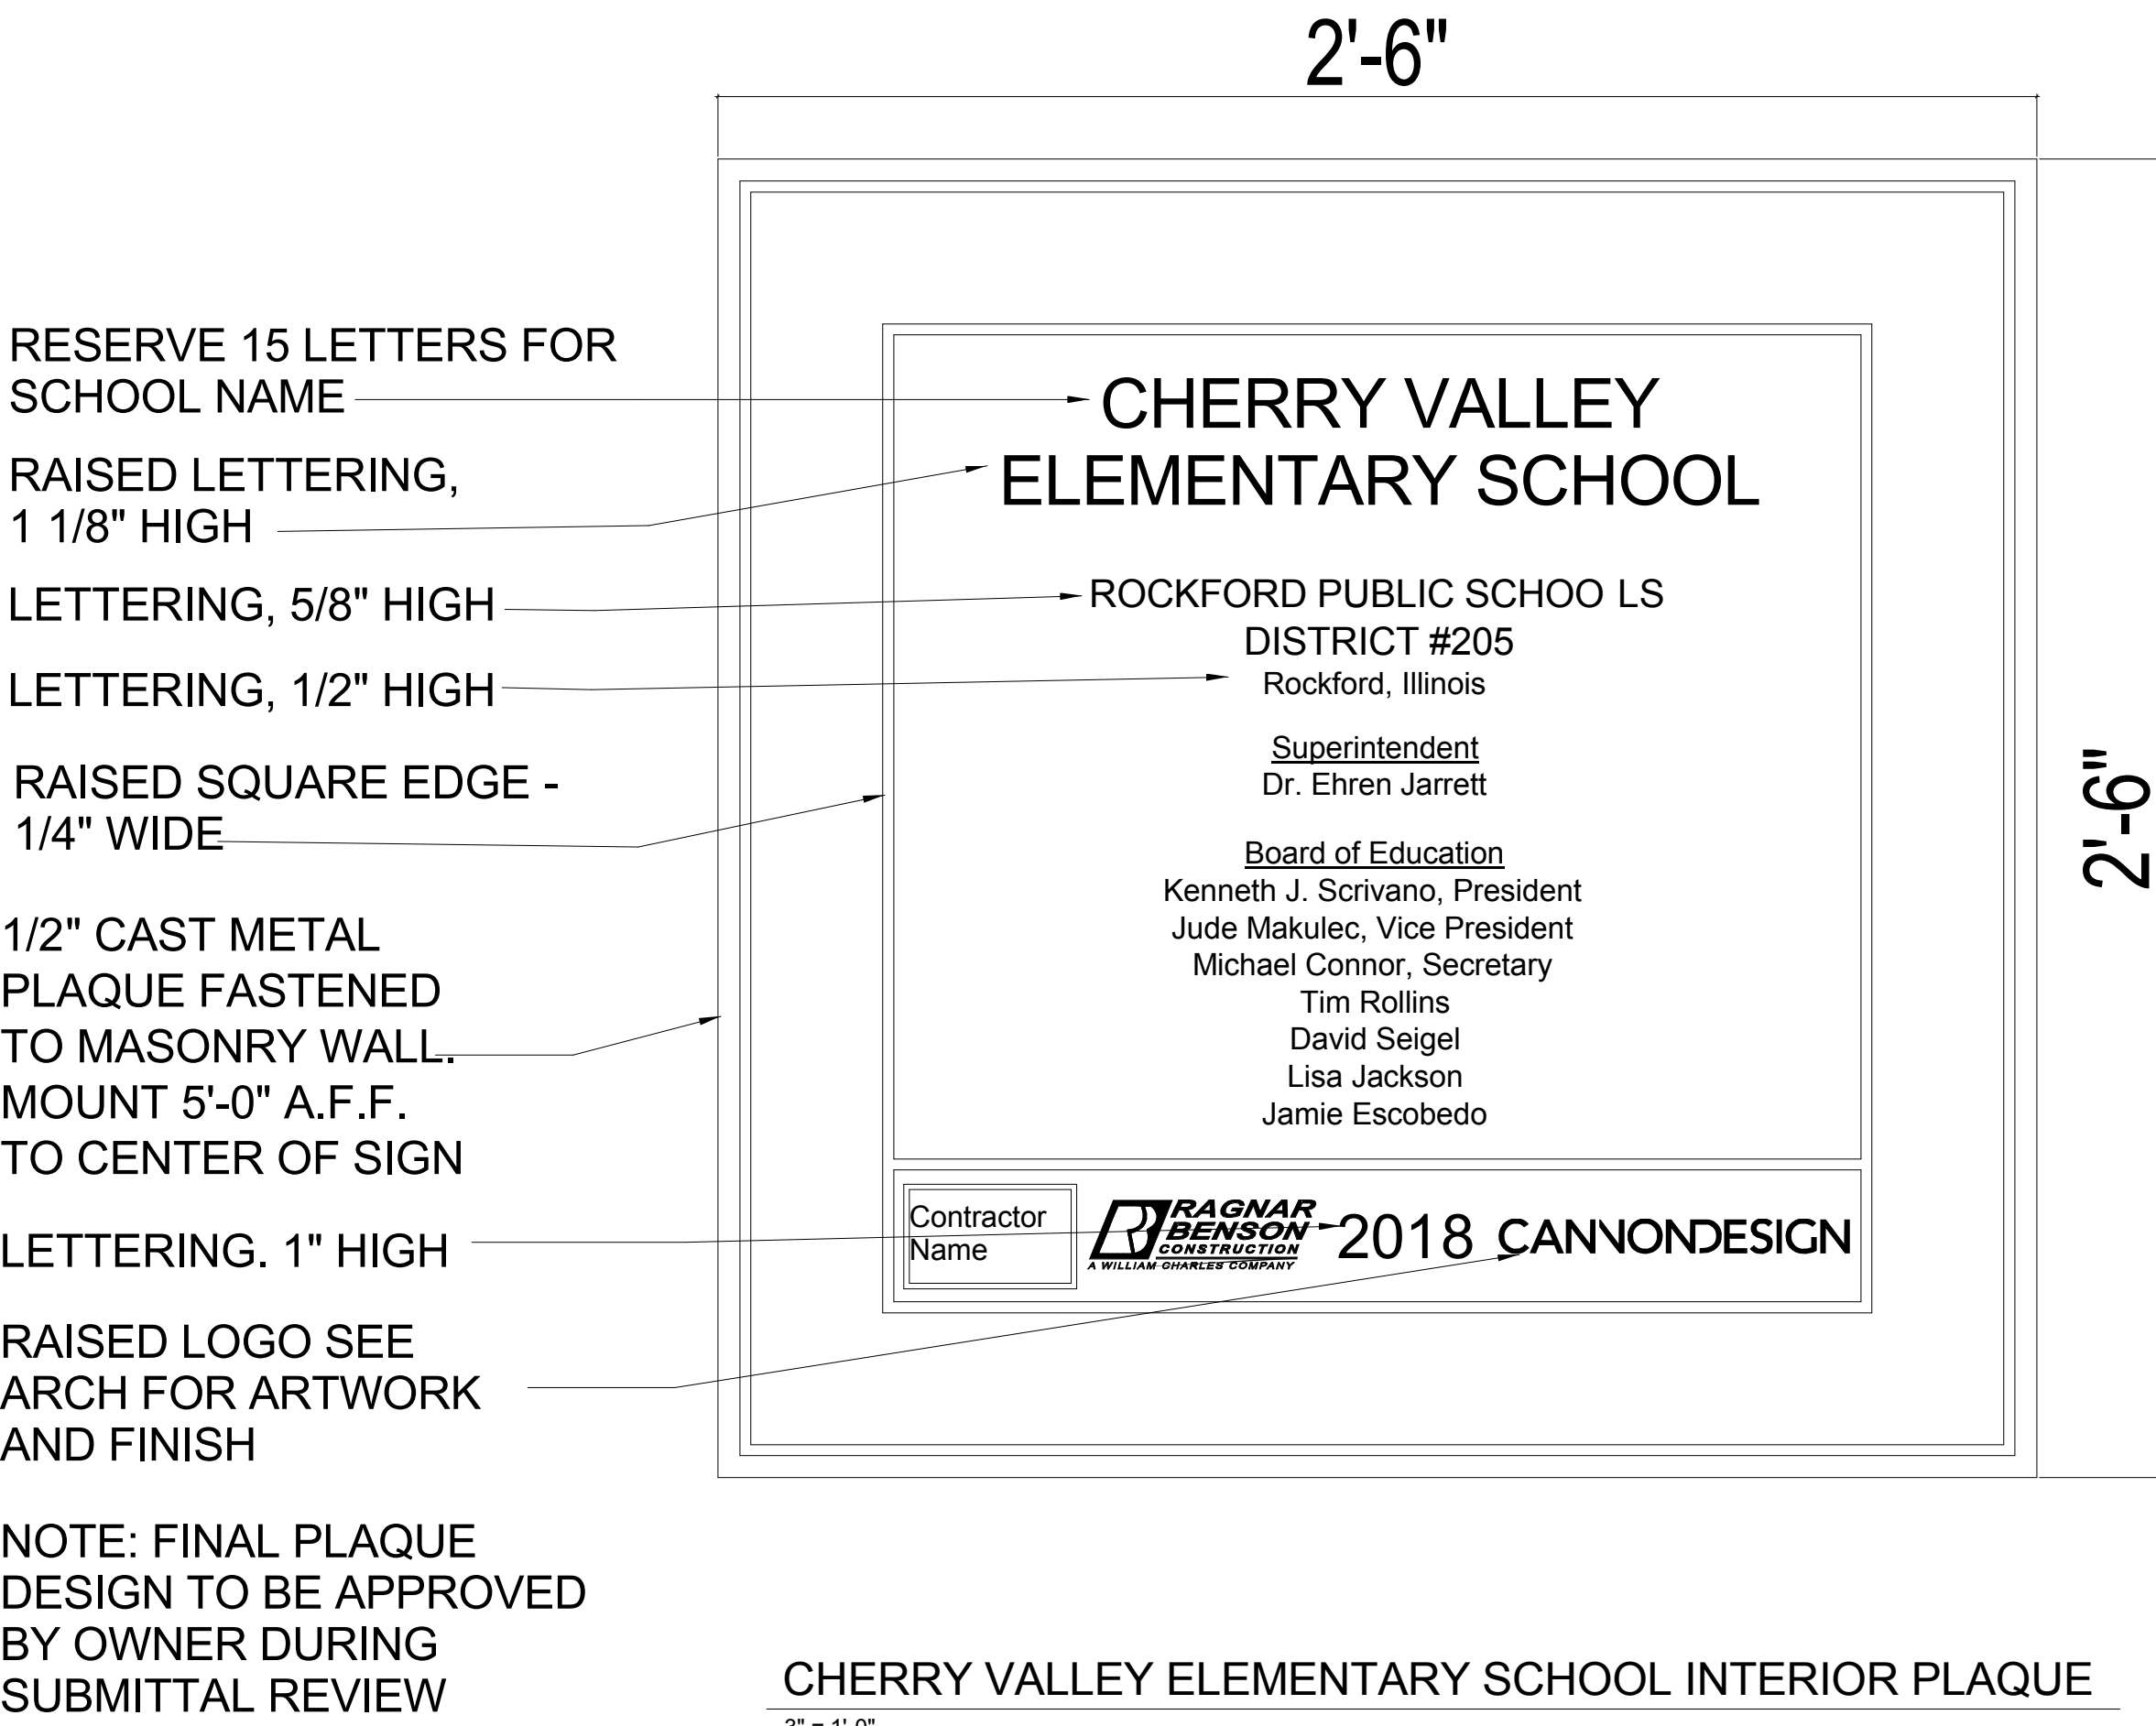 2'-6"
RESERVE 15 LETTERS FOR
SCHOOL NAME
RAISED LETTERING,
1 1/8" HIGH
LETTERING, 5/8" HIGH
LETTERING, 1/2" HIGH
RAISED SQUARE EDGE -
1/4" WIDE
1/2" CAST METAL
PLAQUE FASTENED
TO MASONRY WALL.
MOUNT 5'-0" A.F.F.
TO CENTER OF SIGN
LETTERING. 1" HIGH
RAISED LOGO SEE
ARCH FOR ARTWORK
AND FINISH
NOTE: FINAL PLAQUE
DESIGN TO BE APPROVED
BY OWNER DURING
SUBMITTAL REVIEW
CHERRY VALLEY
ELEMENTARY SCHOOL
ROCKFORD PUBLIC SCHOO LS
DISTRICT #205
Rockford, Illinois
Superintendent
Dr. Ehren Jarrett
Board of Education
Kenneth J. Scrivano, President
Jude Makulec, Vice President
Michael Connor, Secretary
Tim Rollins
David Seigel
Lisa Jackson
Jamie Escobedo
Contractor
Name
RAGNAR
BENSON
CONSTRUCTION
A WILLIAM CHARLES COMPANY
2018
CANNONDESIGN
2'-6"
CHERRY VALLEY ELEMENTARY SCHOOL INTERIOR PLAQUE
3" = 1'-0"